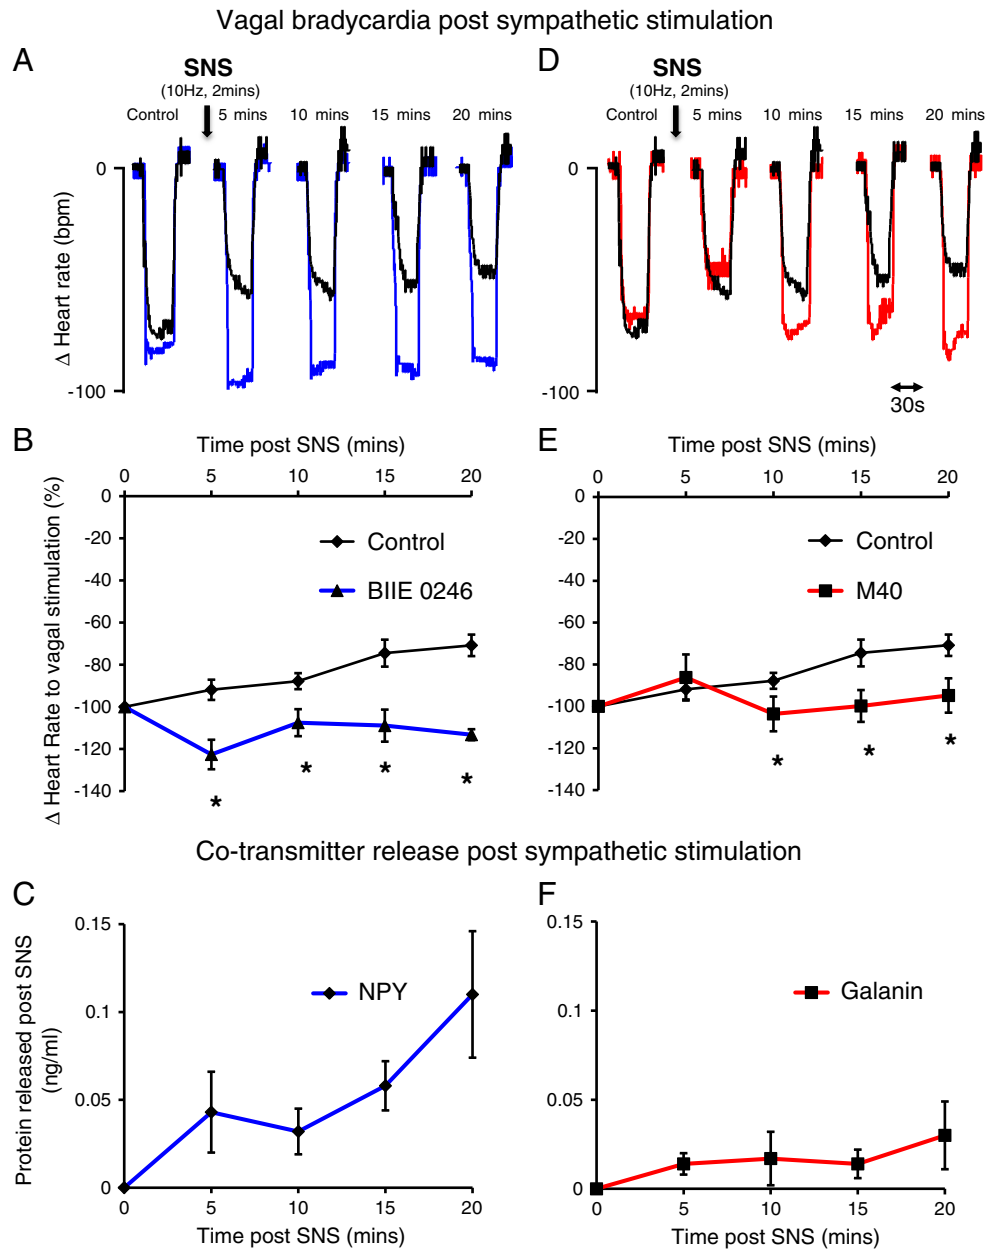 Vagal bradycardia post sympathetic stimulation
A
SNS
(10Hz, 2mins)
Control
5 mins
10 mins
15 mins
20 mins
0
-100
Δ Heart rate (bpm)
D
SNS
(10Hz, 2mins)
Control
5 mins
10 mins
15 mins
20 mins
0
-100
30s
B
Time post SNS (mins)
0 5 10 15 20
0
-20
-40
-60
-80
-100
-120
-140
Δ Heart Rate to vagal stimulation (%)
Control
BIIE 0246
* * * *
E
Time post SNS (mins)
0 5 10 15 20
0
-20
-40
-60
-80
-100
-120
-140
Control
M40
* * *
Co-transmitter release post sympathetic stimulation
C
0.15
0.1
0.05
0
Protein released post SNS
(ng/ml)
NPY
0 5 10 15 20
Time post SNS (mins)
F
0.15
0.1
0.05
0
Galanin
0 5 10 15 20
Time post SNS (mins)